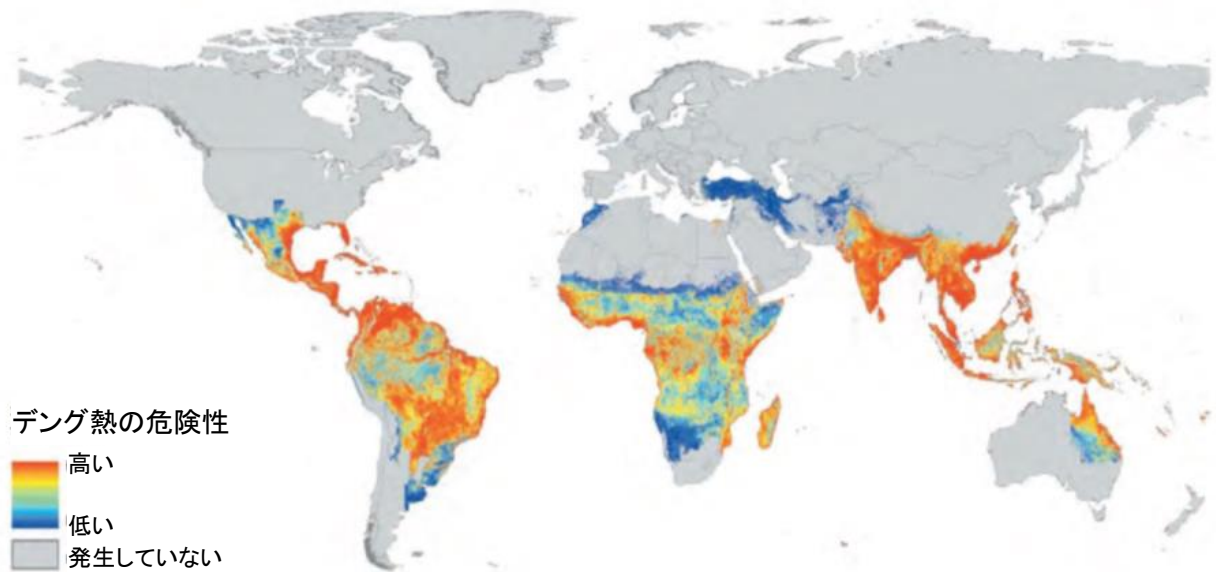 デング熱の危険性
高い
低い
発生していない